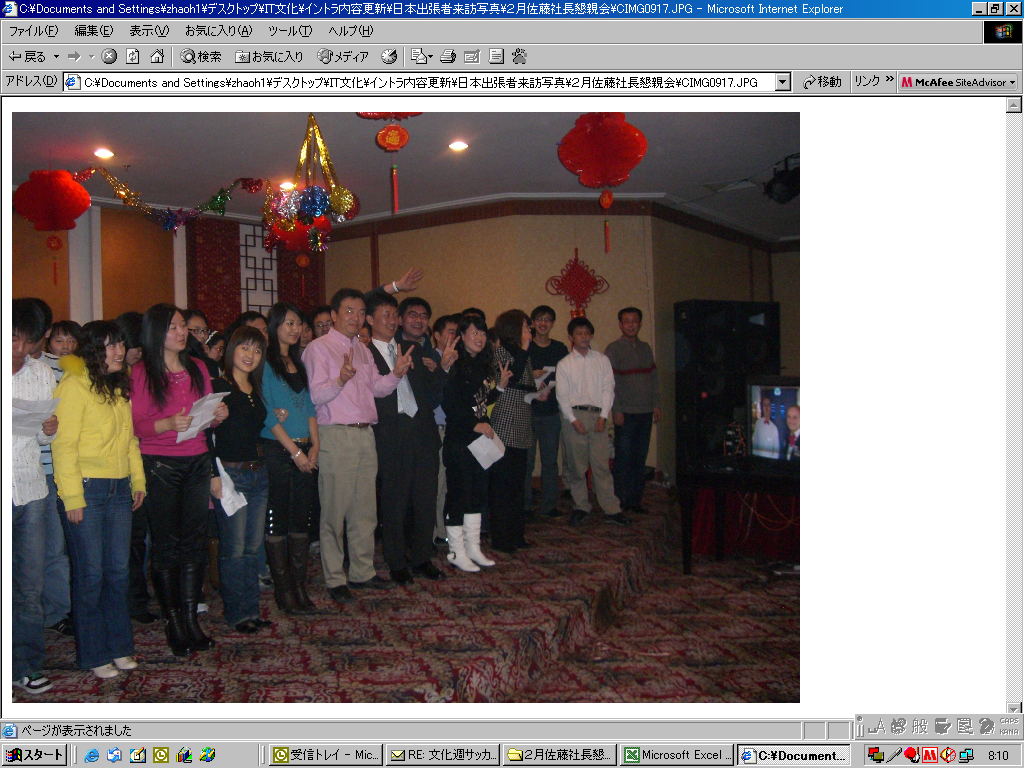 C:¥Documents and Settings¥zhaoh1¥デスクトップ¥IT文化¥イントラ内容更新¥日本出張者来訪写真¥2月佐藤社長懇親会¥CIMG0917.JPG - Microsoft Internet Explorer
ファイル(F) 編集(E) 表示(V) お気に入り(A) ツール(T) ヘルプ(H)
戻る 検索 お気に入り メディア
アドレス(D) C:¥Documents and Settings¥zhaoh1¥デスクトップ¥IT文化¥イントラ内容更新¥日本出張者来訪写真¥2月佐藤社長懇親会¥CIMG0917.JPG 移動 リンク » McAfee SiteAdvisor
ページが表示されました
A 般 CAPS
KANA
スタート 受信トレイ - Mic... RE: 文化週サッカ... 2月佐藤社長懇... Microsoft Excel ... C:¥Document... 8:10